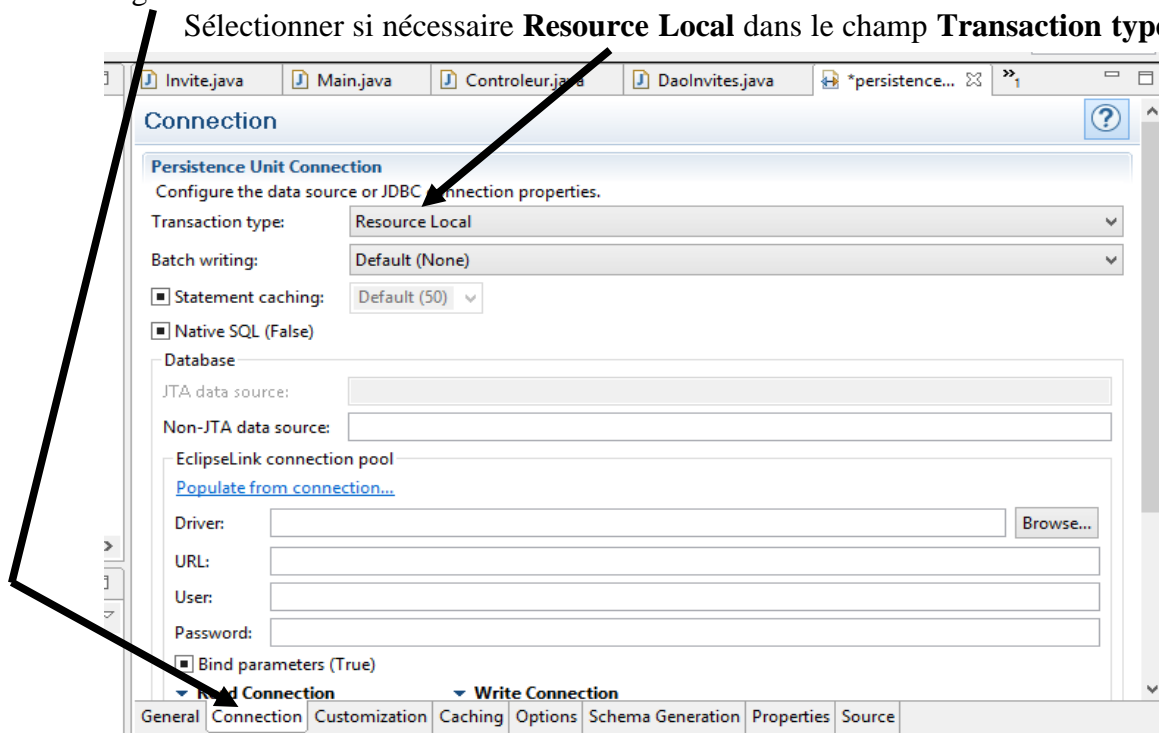 Sélectionner si nécessaire Resource Local dans le champ Transaction type
Invite.java Main.java Controleur.java DaoInvites.java *persistence... »1
Connection
Persistence Unit Connection
Configure the data source or JDBC connection properties.
Transaction type: Resource Local
Batch writing: Default (None)
Statement caching: Default (50)
Native SQL (False)
Database
JTA data source:
Non-JTA data source:
EclipseLink connection pool
Populate from connection...
Driver: Browse...
URL:
User:
Password:
Bind parameters (True)
Read Connection Write Connection
General Connection Customization Caching Options Schema Generation Properties Source